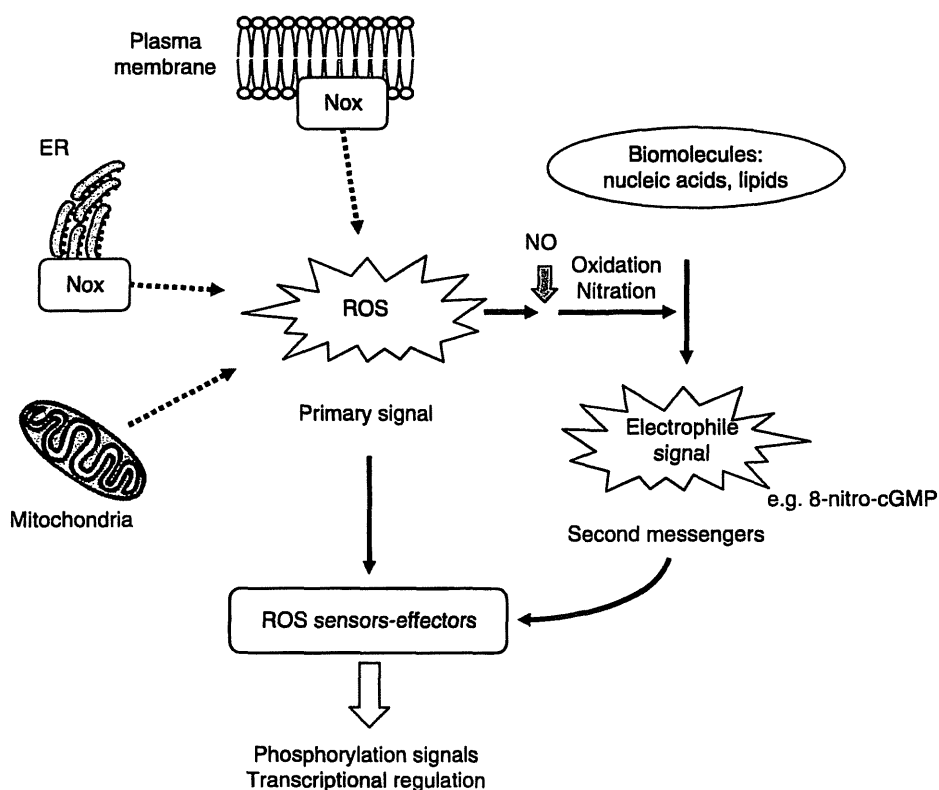 Plasma
membrane
Nox
ER
Nox
Biomolecules:
nucleic acids, lipids
NO
Oxidation
Nitration
ROS
Primary signal
Electrophile
signal
e.g. 8-nitro-cGMP
Mitochondria
Second messengers
ROS sensors-effectors
Phosphorylation signals
Transcriptional regulation